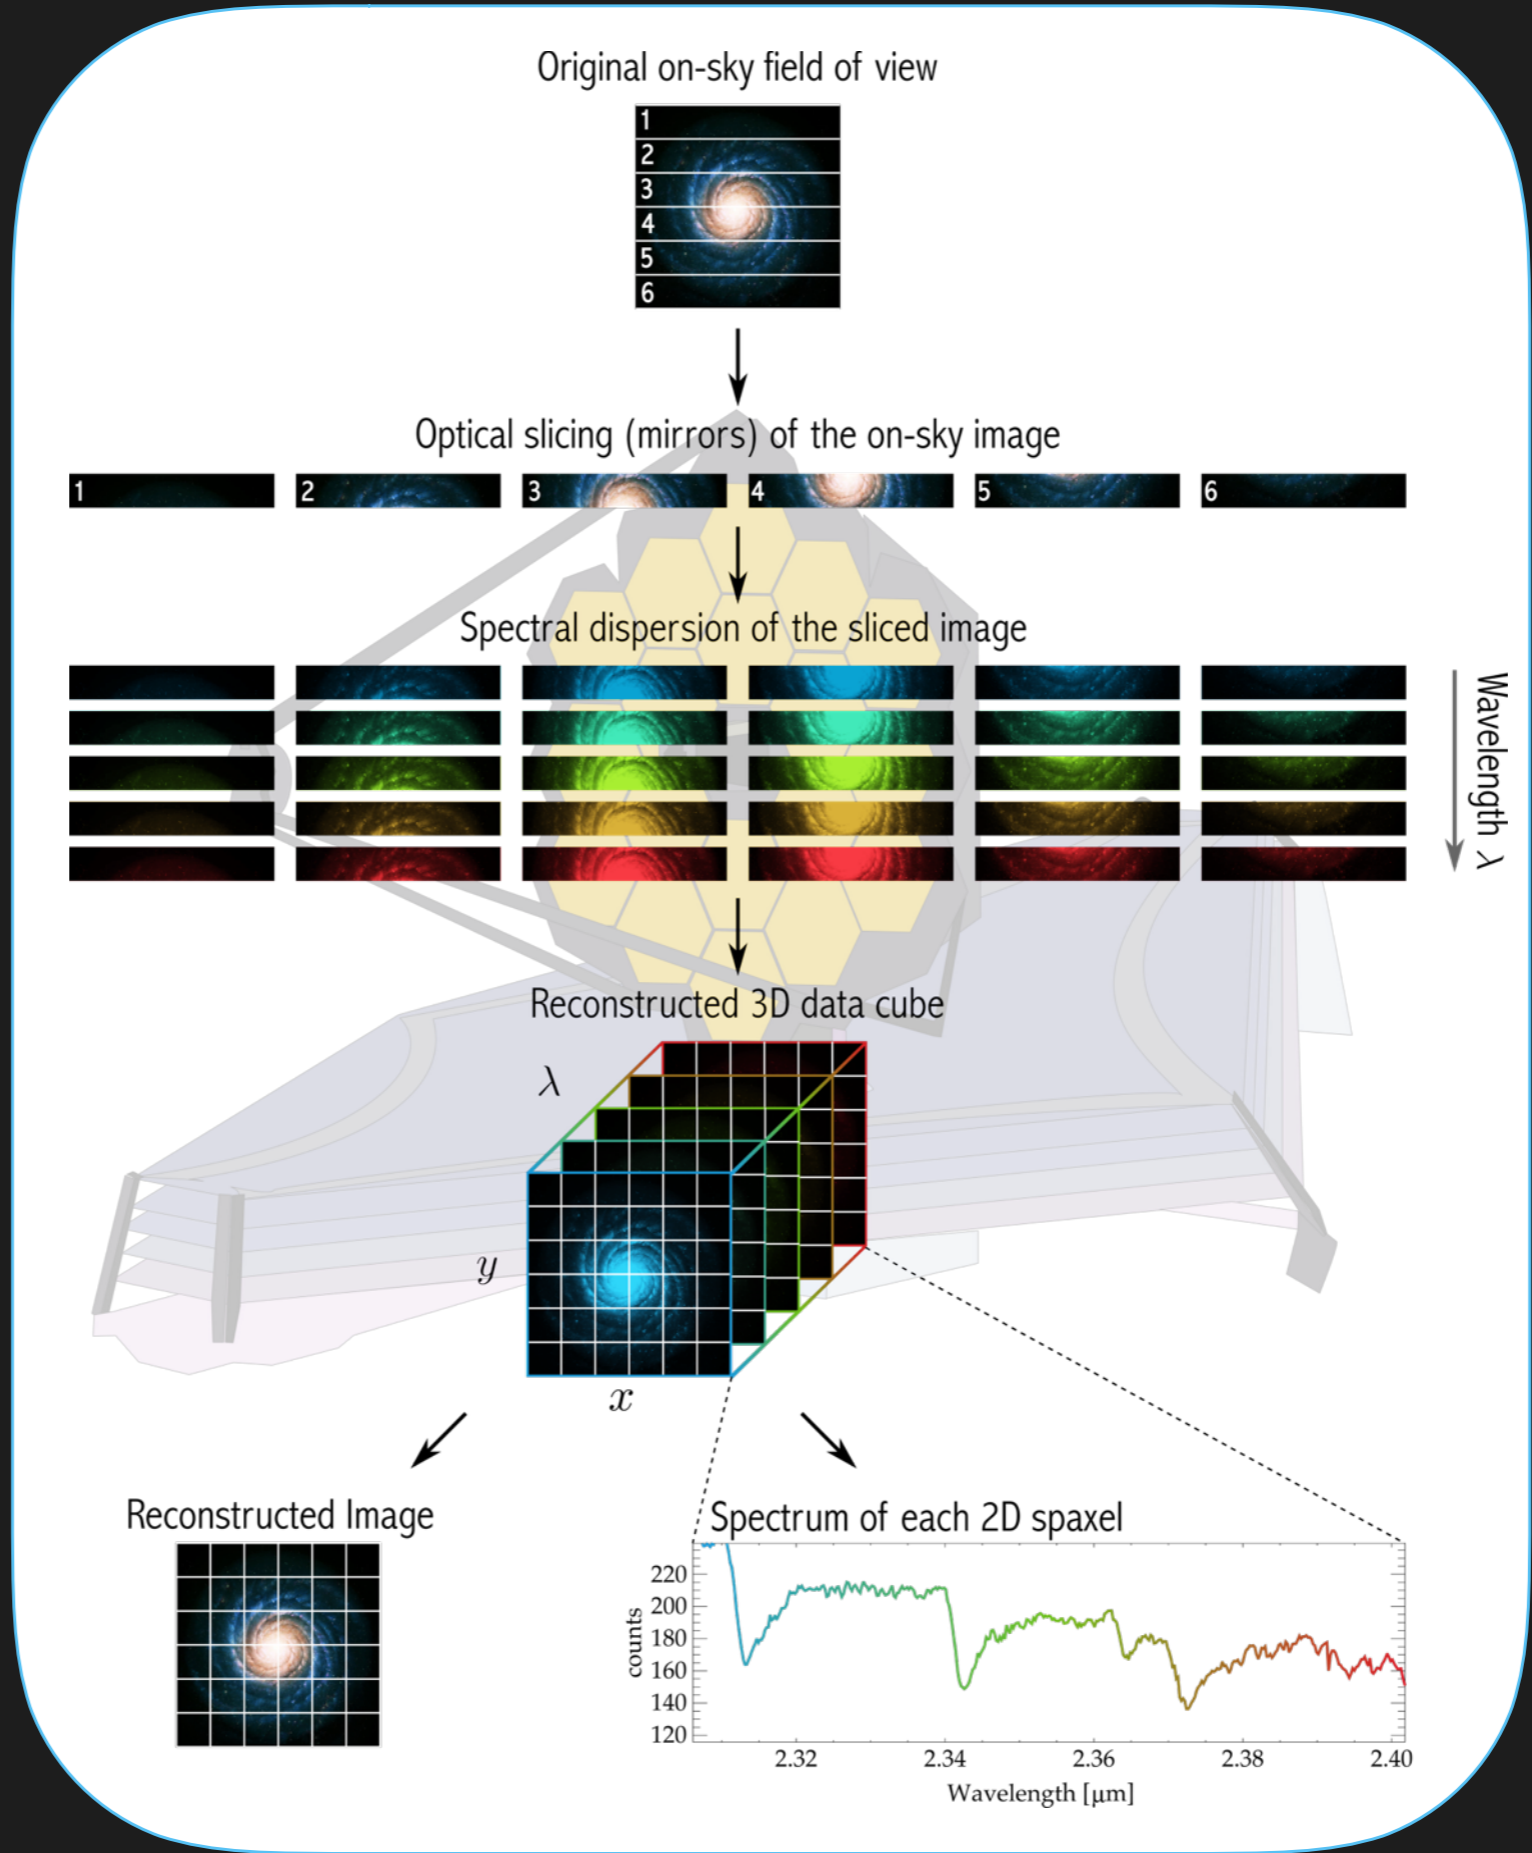 Original on-sky field of view
1
2
3
4
5
6
Optical slicing (mirrors) of the on-sky image
1 2 3 4 5 6
Spectral dispersion of the sliced image
Wavelength λ
Reconstructed 3D data cube
λ
y
x
Reconstructed Image
Spectrum of each 2D spaxel
220
200
180
160
140
120
counts
2.32 2.34 2.36 2.38 2.40
Wavelength [μm]